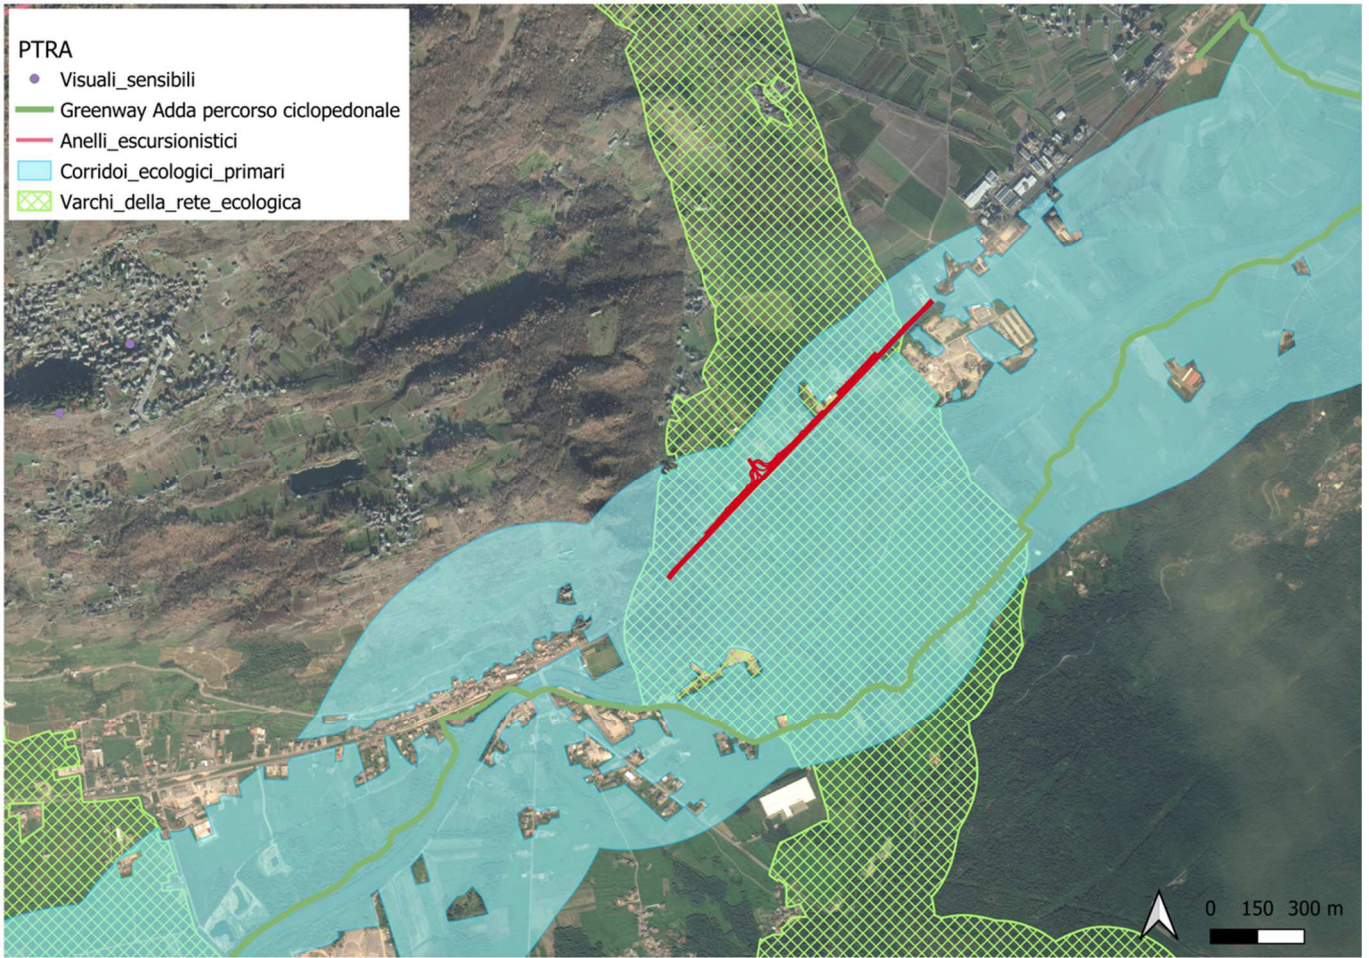 PTRA
Visuali_sensibili
Greenway Adda percorso ciclopedonale
Anelli_escursionistici
Corridoi_ecologici_primari
Varchi_della_rete_ecologica
0 150 300 m